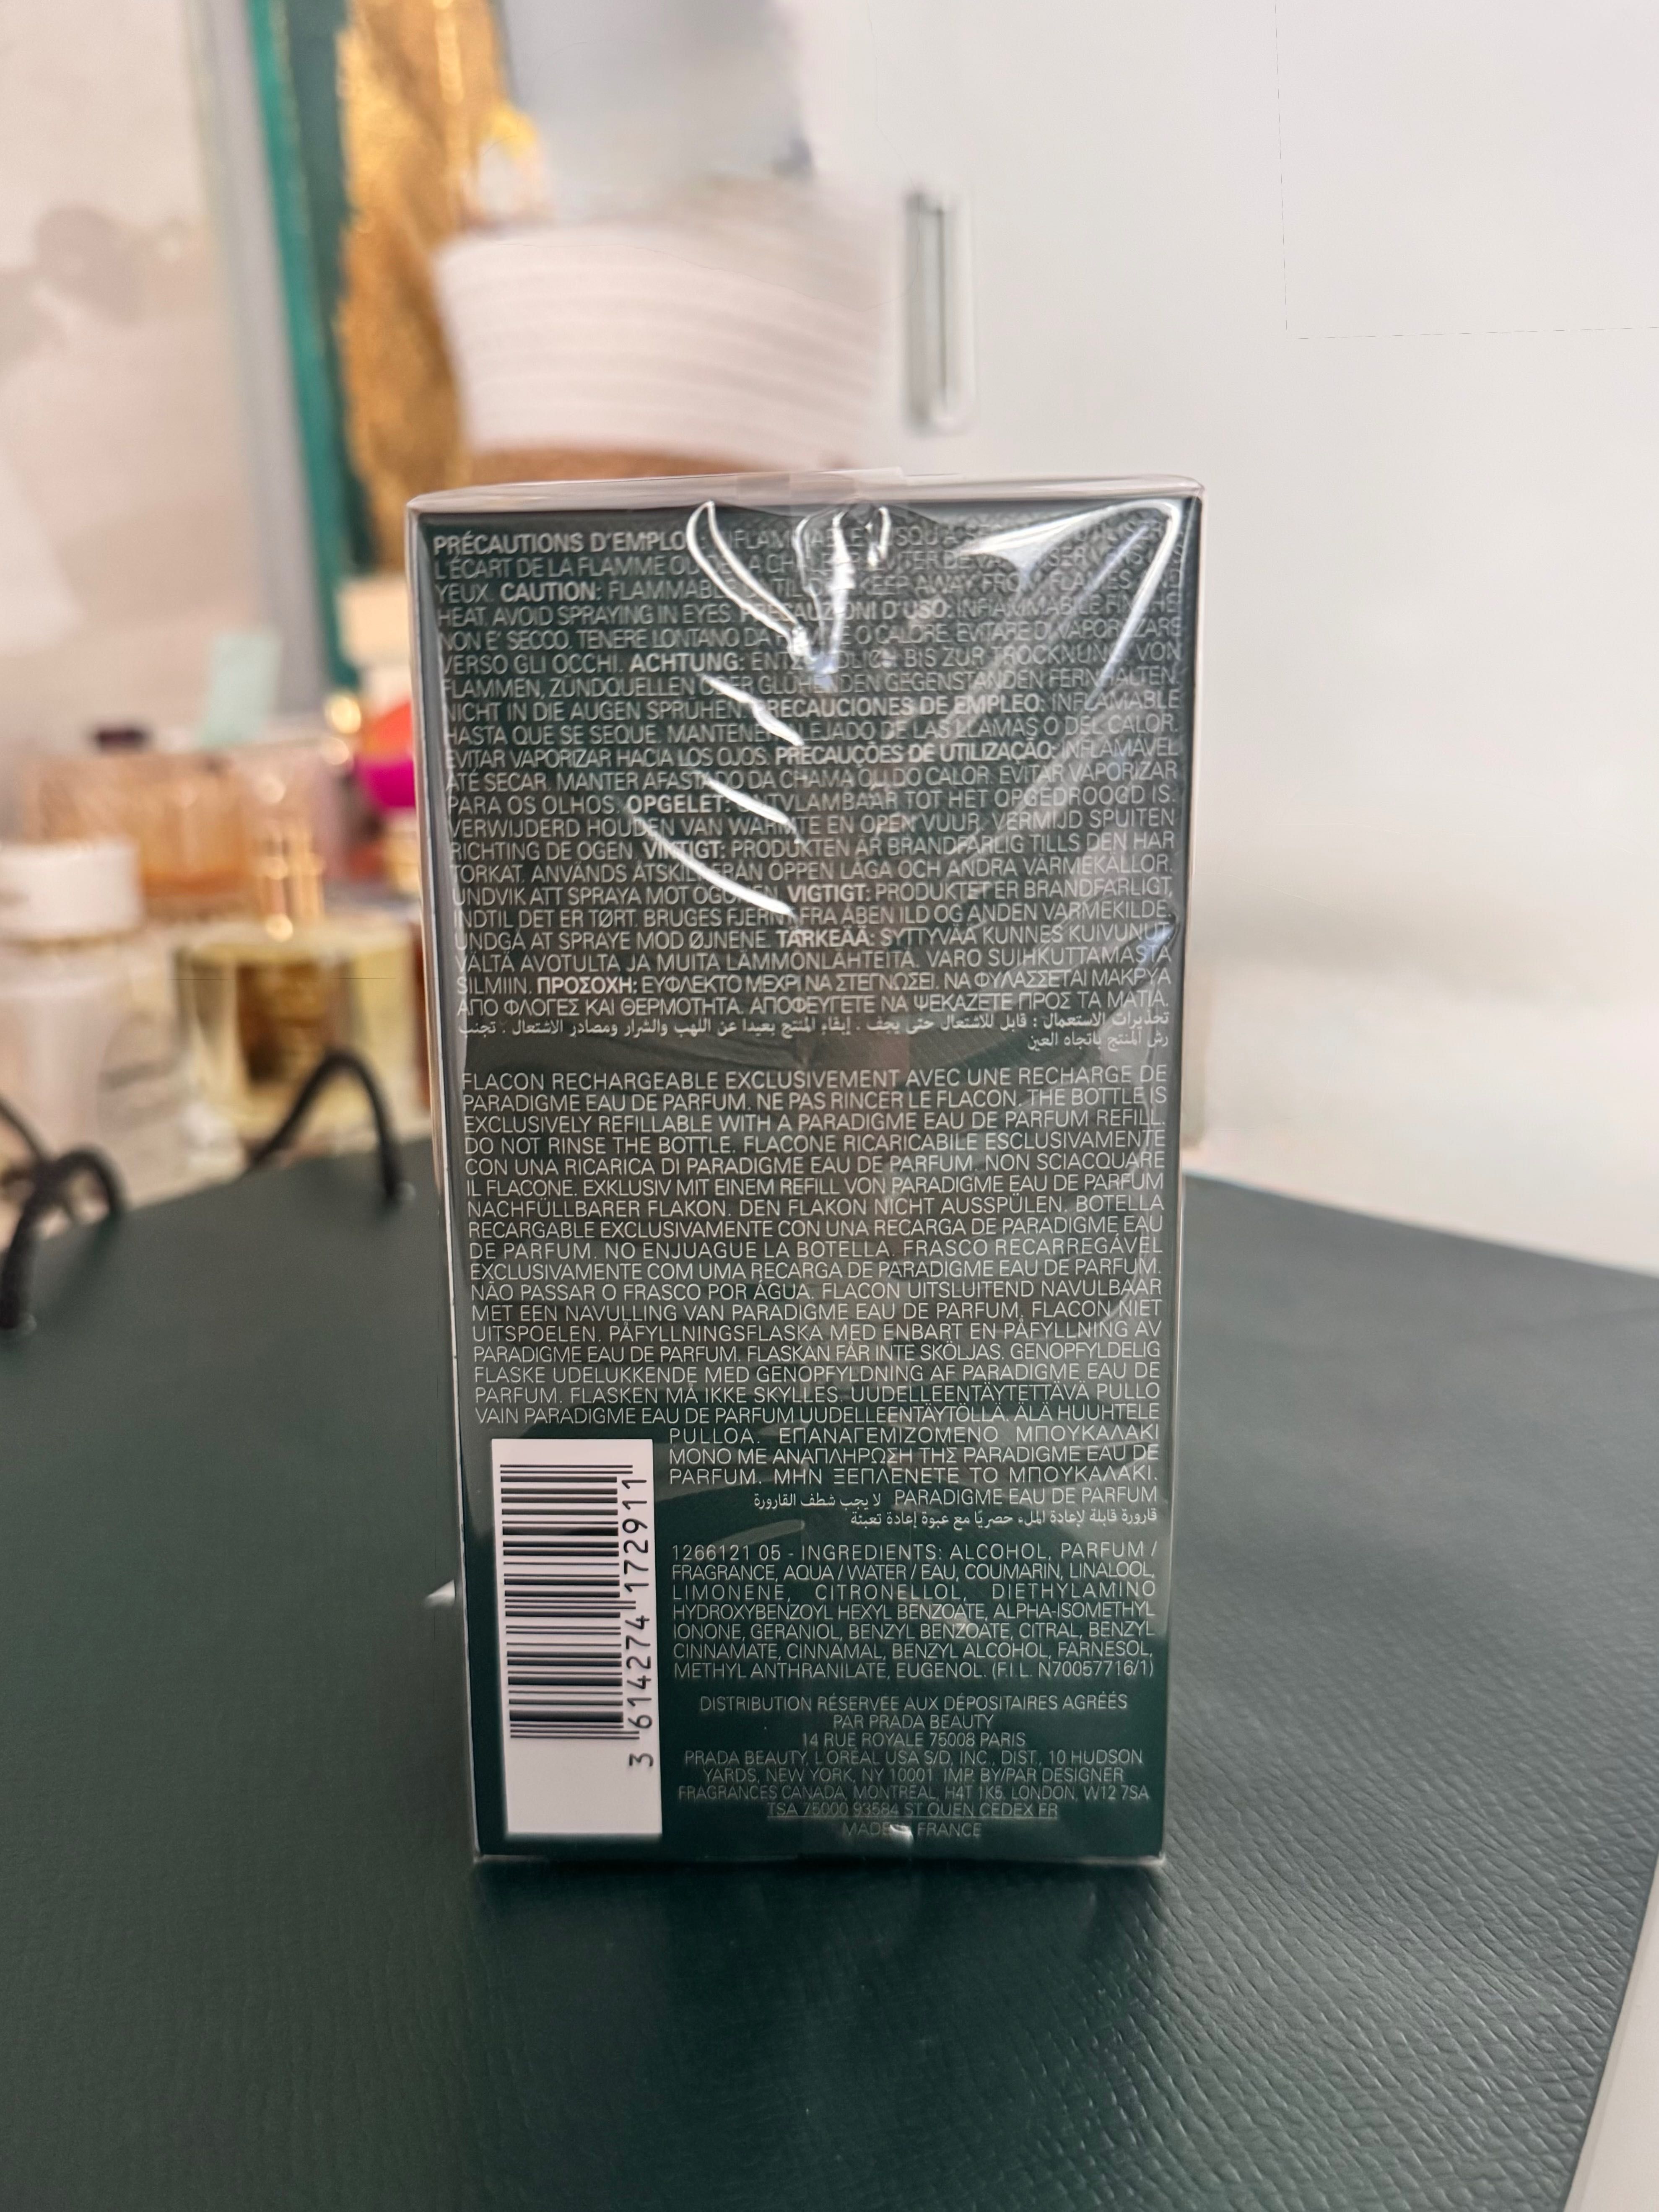 PRÉCAUTIONS D'EMPLO
L'ÉCART DE LA FLAMME
YEUX. CAUTION: KEEP AWAY FROM FLAMES
HEAT. AVOID SPRAYING IN EYES. D'USO:
NON E' SECCO. TENERE LONTANO DA O CALORE. EVITARE DI VAPORIZZARE
VERSO GLI OCCHI. ACHTUNG: BIS ZUR TROCKNUNG. VON
FLAMMEN, ZÜNDQUELLEN ODER GEGENSTÄNDEN FERNHALTEN.
NICHT IN DIE AUGEN SPRÜHEN. PRECAUCIONES DE EMPLEO: INFLAMABLE
HASTA QUE SE SEQUE. MANTENER ALEJADO DE LAS LLAMAS O DEL CALOR.
EVITAR VAPORIZAR HACIA LOS OJOS. PRECAUÇÕES DE UTILIZAÇÃO: INFLAMÁVEL
ATÉ SECAR. MANTER AFASTADO DA CHAMA OU DO CALOR. EVITAR VAPORIZAR
PARA OS OLHOS. OPGELET: ONTVLAMBAAR TOT HET OPGEDROOGD IS.
VERWIJDERD HOUDEN VAN WARMTE EN OPEN VUUR. VERMIJD SPUITEN
RICHTING DE OGEN. VIKTIGT: PRODUKTEN ÄR BRANDFARLIG TILLS DEN HAR
TORKAT. ANVÄNDS ÅTSKILT FRÅN ÖPPEN LÅGA OCH ANDRA VÄRMEKÄLLOR.
UNDVIK ATT SPRAYA MOT ÖGONEN. VIGTIGT: PRODUKTET ER BRANDFARLIGT,
INDTIL DET ER TØRT. BRUGES FJERNT FRA ÅBEN ILD OG ANDEN VARMEKILDE.
UNDGÅ AT SPRAYE MOD ØJNENE. TÄRKEÄÄ: SYTTYVÄÄ KUNNES KUIVUNUT.
VÄLTÄ AVOTULTA JA MUITA LÄMMÖNLÄHTEITÄ. VARO SUIHKUTTAMASTA
SILMIIN. ΠΡΟΣΟΧΗ: ΕΥΦΛΕΚΤΟ ΜΕΧΡΙ ΝΑ ΣΤΕΓΝΩΣΕΙ. ΝΑ ΦΥΛΑΣΣΕΤΑΙ ΜΑΚΡΥΑ
ΑΠΟ ΦΛΟΓΕΣ ΚΑΙ ΘΕΡΜΟΤΗΤΑ. ΑΠΟΦΕΥΓΕΤΕ ΝΑ ΨΕΚΑΖΕΤΕ ΠΡΟΣ ΤΑ ΜΑΤΙΑ.
تحذيرات الاستعمال : قابل للاشتعال حتى يجف . إبقاء المنتج بعيدا عن اللهب والشرار ومصادر الاشتعال . تجنب
رش المنتج باتجاه العين
FLACON RECHARGEABLE EXCLUSIVEMENT AVEC UNE RECHARGE DE
PARADIGME EAU DE PARFUM. NE PAS RINCER LE FLACON. THE BOTTLE IS
EXCLUSIVELY REFILLABLE WITH A PARADIGME EAU DE PARFUM REFILL.
DO NOT RINSE THE BOTTLE. FLACONE RICARICABILE ESCLUSIVAMENTE
CON UNA RICARICA DI PARADIGME EAU DE PARFUM. NON SCIACQUARE
IL FLACONE. EXKLUSIV MIT EINEM REFILL VON PARADIGME EAU DE PARFUM
NACHFÜLLBARER FLAKON. DEN FLAKON NICHT AUSSPÜLEN. BOTELLA
RECARGABLE EXCLUSIVAMENTE CON UNA RECARGA DE PARADIGME EAU
DE PARFUM. NO ENJUAGUE LA BOTELLA. FRASCO RECARREGÁVEL
EXCLUSIVAMENTE COM UMA RECARGA DE PARADIGME EAU DE PARFUM.
NÃO PASSAR O FRASCO POR ÁGUA. FLACON UITSLUITEND NAVULBAAR
MET EEN NAVULLING VAN PARADIGME EAU DE PARFUM. FLACON NIET
UITSPOELEN. PÅFYLLNINGSFLASKA MED ENBART EN PÅFYLLNING AV
PARADIGME EAU DE PARFUM. FLASKAN FÅR INTE SKÖLJAS. GENOPFYLDELIG
FLASKE UDELUKKENDE MED GENOPFYLDNING AF PARADIGME EAU DE
PARFUM. FLASKEN MÅ IKKE SKYLLES. UUDELLEENTÄYTETTÄVÄ PULLO
VAIN PARADIGME EAU DE PARFUM UUDELLEENTÄYTÖLLÄ. ÄLÄ HUUHTELE
PULLOA. ΕΠΑΝΑΓΕΜΙΖΟΜΕΝΟ ΜΠΟΥΚΑΛΑΚΙ
ΜΟΝΟ ΜΕ ΑΝΑΠΛΗΡΩΣΗ ΤΗΣ PARADIGME EAU DE
PARFUM. ΜΗΝ ΞΕΠΛΕΝΕΤΕ ΤΟ ΜΠΟΥΚΑΛΑΚΙ.
PARADIGME EAU DE PARFUM لا يجب شطف القارورة
قارورة قابلة لإعادة الملء حصريًا مع عبوة إعادة تعبئة
3 614274 172911
1266121 05 - INGREDIENTS: ALCOHOL, PARFUM /
FRAGRANCE, AQUA / WATER / EAU, COUMARIN, LINALOOL,
LIMONENE, CITRONELLOL, DIETHYLAMINO
HYDROXYBENZOYL HEXYL BENZOATE, ALPHA-ISOMETHYL
IONONE, GERANIOL, BENZYL BENZOATE, CITRAL, BENZYL
CINNAMATE, CINNAMAL, BENZYL ALCOHOL, FARNESOL,
METHYL ANTHRANILATE, EUGENOL. (F.I.L. N70057716/1)
DISTRIBUTION RÉSERVÉE AUX DÉPOSITAIRES AGRÉÉS
PAR PRADA BEAUTY
14 RUE ROYALE 75008 PARIS
PRADA BEAUTY, L'ORÉAL USA S/D, INC., DIST., 10 HUDSON
YARDS, NEW YORK, NY 10001. IMP. BY/PAR DESIGNER
FRAGRANCES CANADA, MONTRÉAL, H4T 1K5. LONDON, W12 7SA
TSA 75000 93584 ST OUEN CEDEX FR
MADE FRANCE